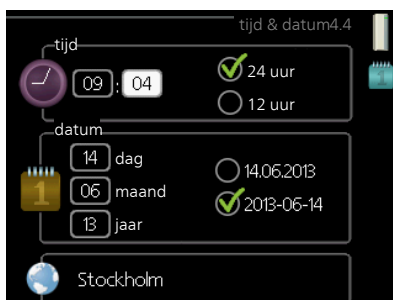 tijd & datum4.4
tijd
09 : 04
24 uur
12 uur
datum
14 dag
06 maand
13 jaar
14.06.2013
2013-06-14
1
Stockholm